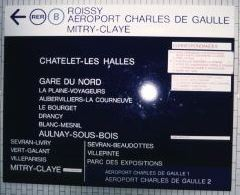 ← RER B ROISSY
AEROPORT CHARLES DE GAULLE
MITRY-CLAYE
CHATELET-LES HALLES
GARE DU NORD
LA PLAINE-VOYAGEURS
AUBERVILLIERS-LA COURNEUVE
LE BOURGET
DRANCY
BLANC-MESNIL
AULNAY-SOUS-BOIS
SEVRAN-LIVRY
VERT-GALANT
VILLEPARISIS
MITRY-CLAYE
SEVRAN-BEAUDOTTES
VILLEPINTE
PARC DES EXPOSITIONS
AEROPORT CHARLES DE GAULLE 1
AEROPORT CHARLES DE GAULLE 2